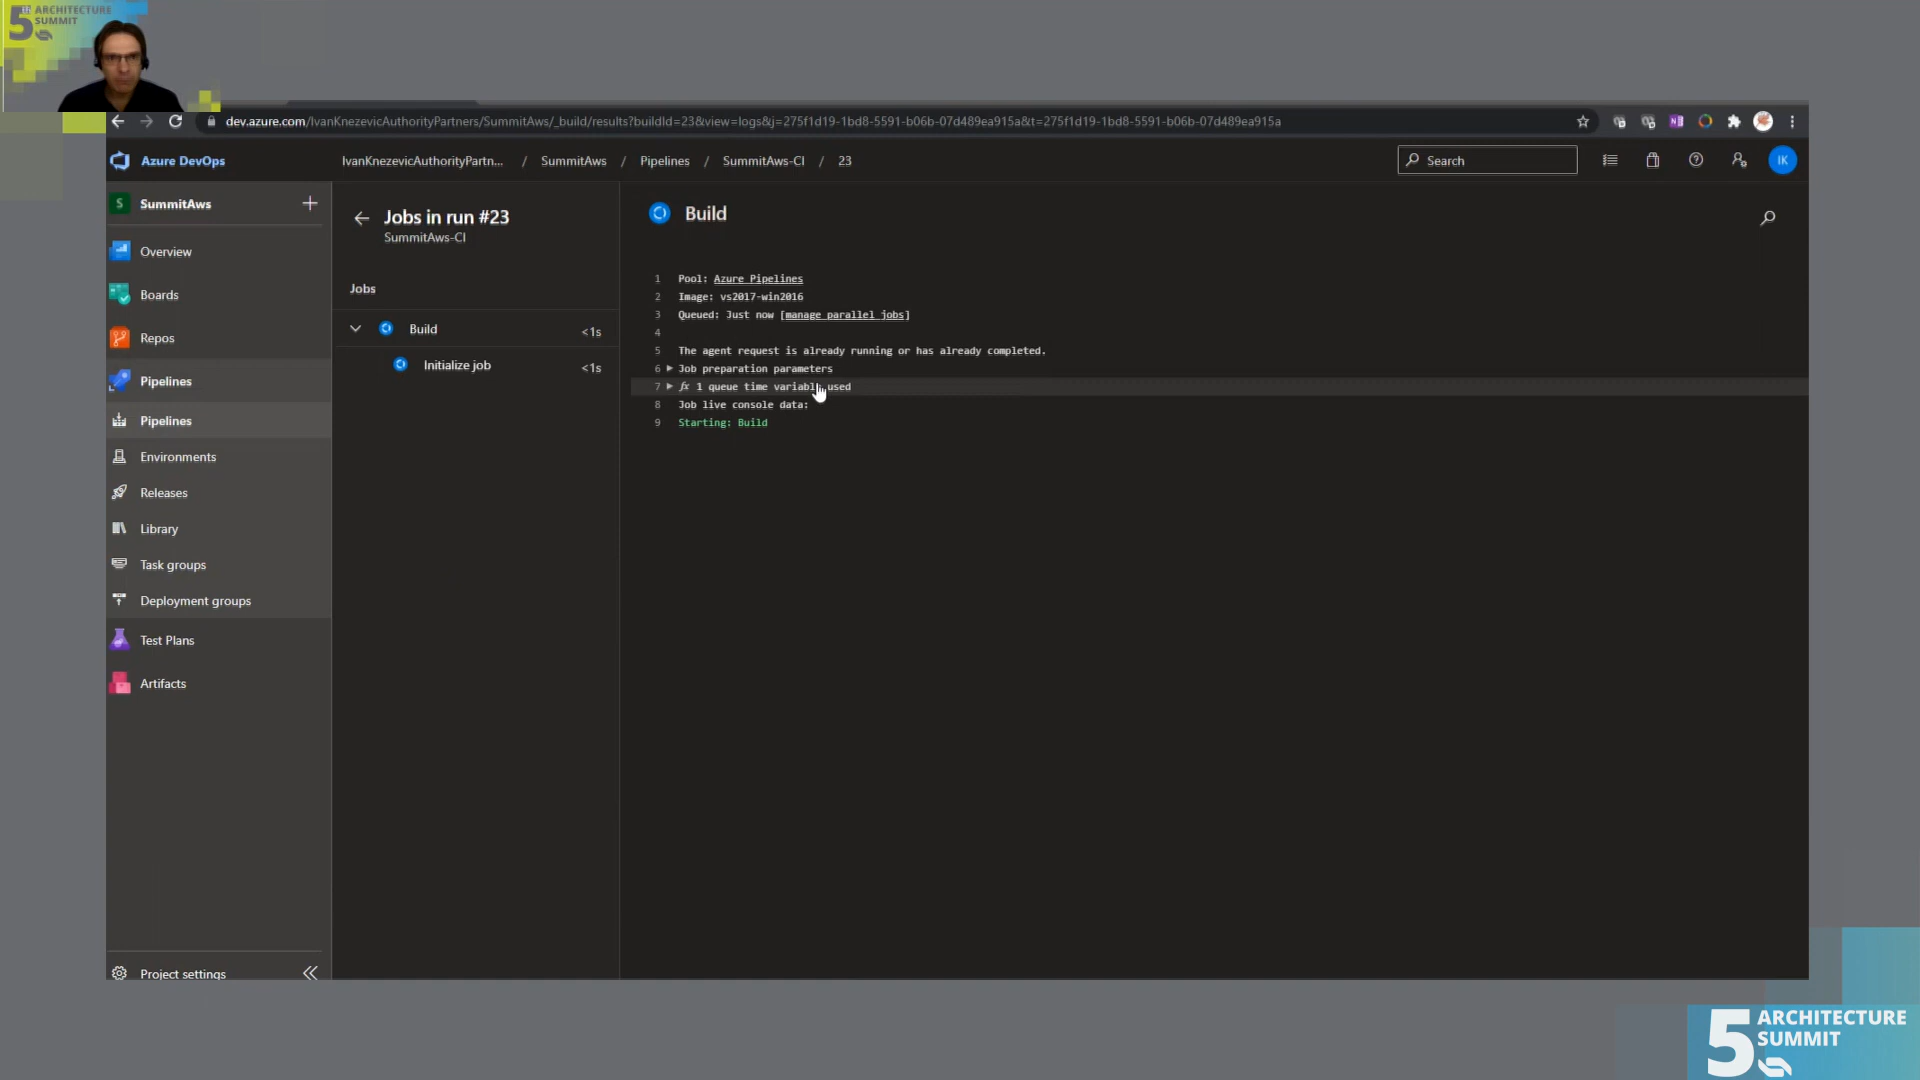 5 ARCHITECTURE
SUMMIT
dev.azure.com/IvanKnezevicAuthorityPartners/SummitAws/_build/results?buildId=23&view=logs&j=275f1d19-1bd8-5591-b06b-07d489ea915a&t=275f1d19-1bd8-5591-b06b-07d489ea915a
Azure DevOps
IvanKnezevicAuthorityPartn... / SummitAws / Pipelines / SummitAws-CI / 23
Search
IK
S SummitAws
Overview
Boards
Repos
Pipelines
Pipelines
Environments
Releases
Library
Task groups
Deployment groups
Test Plans
Artifacts
Project settings
Jobs in run #23
SummitAws-CI
Jobs
Build <1s
Initialize job <1s
Build
1 Pool: Azure Pipelines
2 Image: vs2017-win2016
3 Queued: Just now [manage parallel jobs]
4
5 The agent request is already running or has already completed.
6 Job preparation parameters
7 fx 1 queue time variable used
8 Job live console data:
9 Starting: Build
5 ARCHITECTURE
SUMMIT